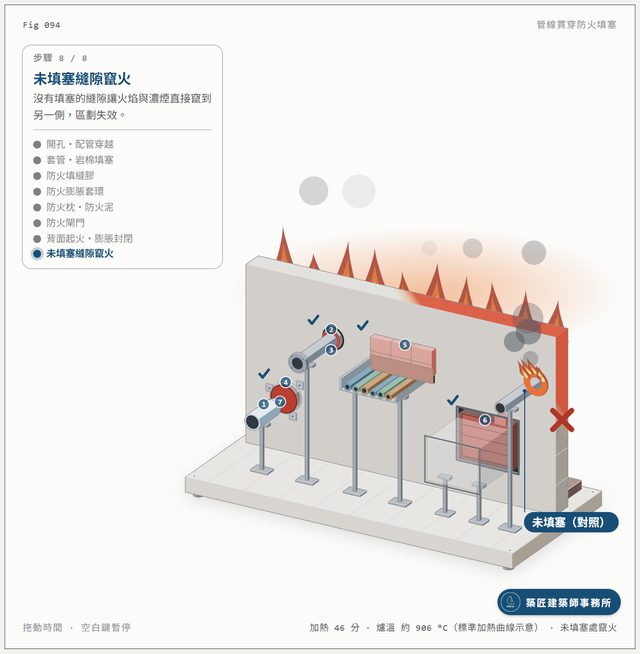 Fig 094
管線貫穿防火填塞
步驟 8 / 8
未填塞縫隙竄火
沒有填塞的縫隙讓火焰與濃煙直接竄到
另一側，區劃失效。
開孔・配管穿越
套管・岩棉填塞
防火填縫膠
防火膨脹套環
防火枕・防火泥
防火閘門
背面起火・膨脹封閉
未填塞縫隙竄火
2
3
5
4
1
7
6
未填塞（對照）
築匠建築師事務所
拖動時間 · 空白鍵暫停
加熱 46 分 · 爐溫 約 906 °C（標準加熱曲線示意） · 未填塞處竄火